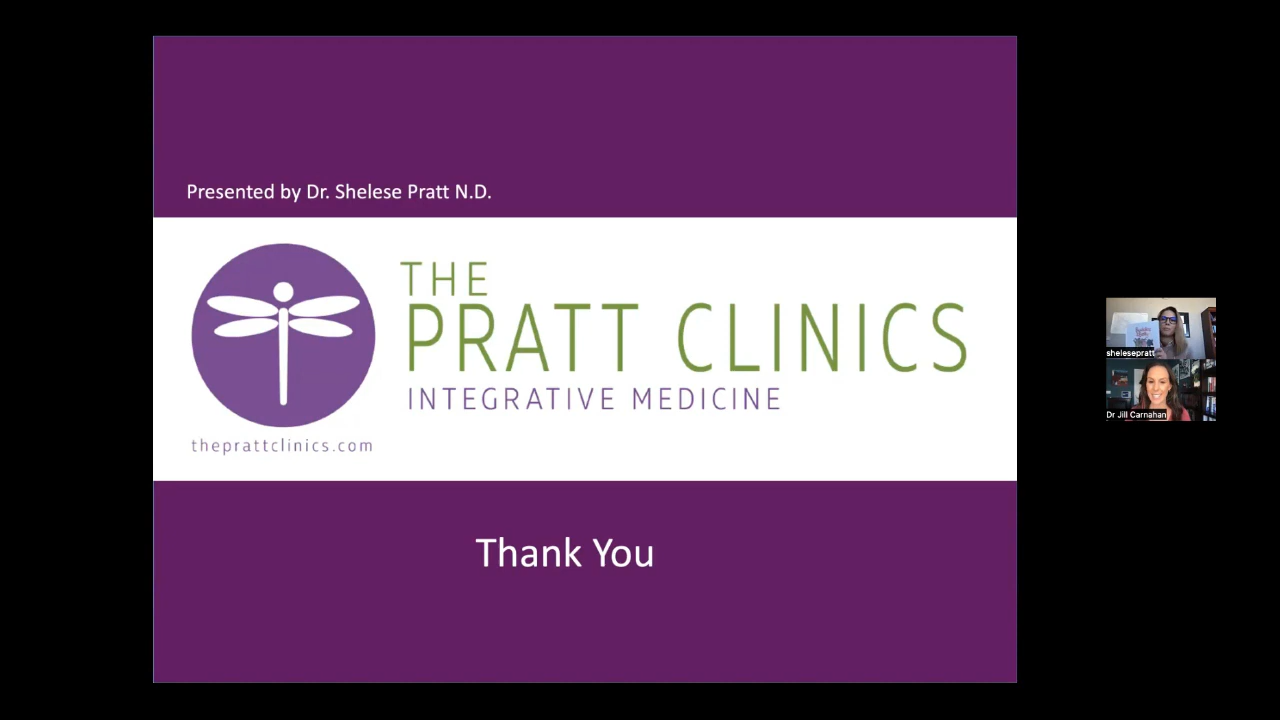 Presented by Dr. Shelese Pratt N.D.
THE
PRATT CLINICS
INTEGRATIVE MEDICINE
theprattclinics.com
Thank You
shelesepratt
Dr Jill Carnahan